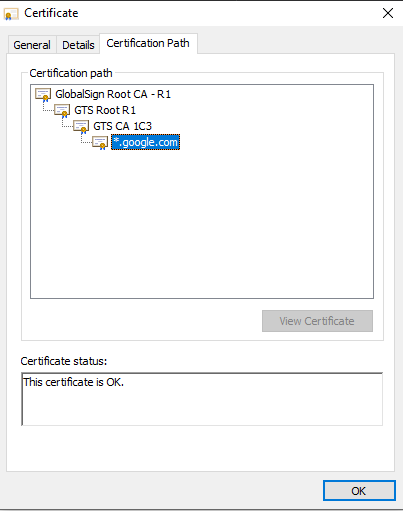 Certificate
General
Details
Certification Path
Certification path
GlobalSign Root CA - R1
GTS Root R1
GTS CA 1C3
*.google.com
View Certificate
Certificate status:
This certificate is OK.
OK